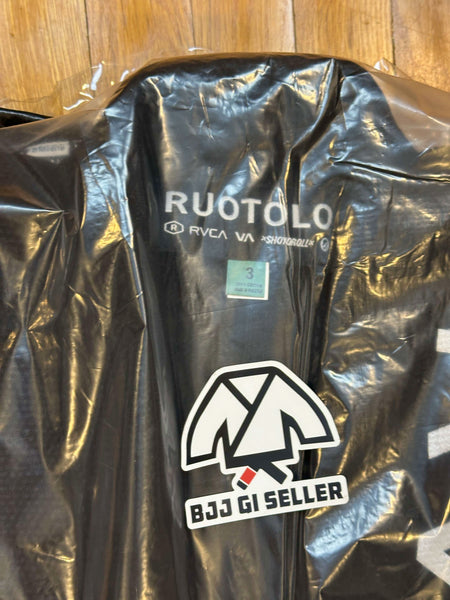 RUOTOLO
R RVCA VA *SHOYOROLL*
3
BJJ GI SELLER